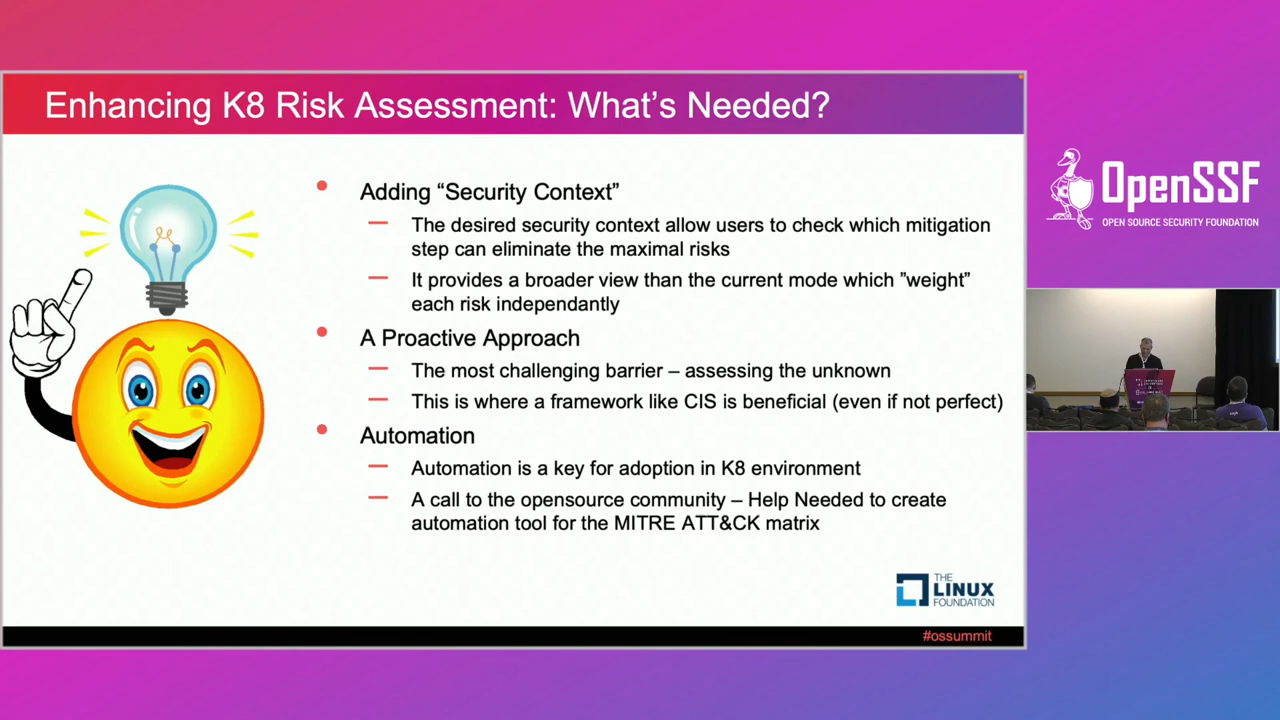 Enhancing K8 Risk Assessment: What's Needed?
• Adding “Security Context”
— The desired security context allow users to check which mitigation
step can eliminate the maximal risks
— It provides a broader view than the current mode which ”weight”
each risk independantly
• A Proactive Approach
— The most challenging barrier – assessing the unknown
— This is where a framework like CIS is beneficial (even if not perfect)
• Automation
— Automation is a key for adoption in K8 environment
— A call to the opensource community – Help Needed to create
automation tool for the MITRE ATT&CK matrix
THE
LINUX
FOUNDATION
#ossummit
OpenSSF
OPEN SOURCE SECURITY FOUNDATION